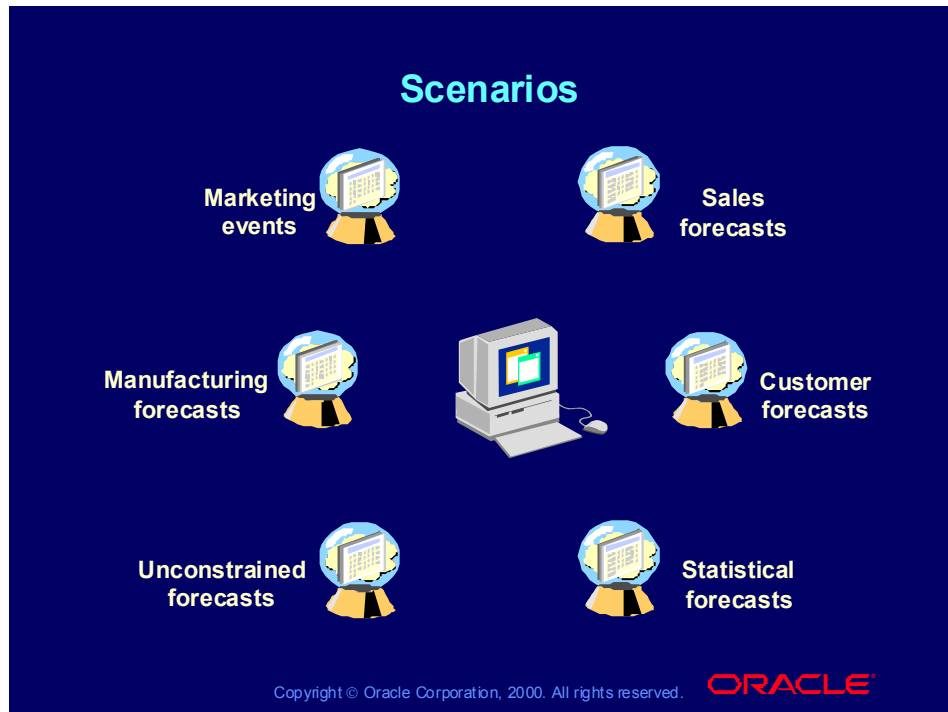 Scenarios
Marketing
events
Sales
forecasts
Manufacturing
forecasts
Customer
forecasts
Unconstrained
forecasts
Statistical
forecasts
Copyright © Oracle Corporation, 2000. All rights reserved.
ORACLE®